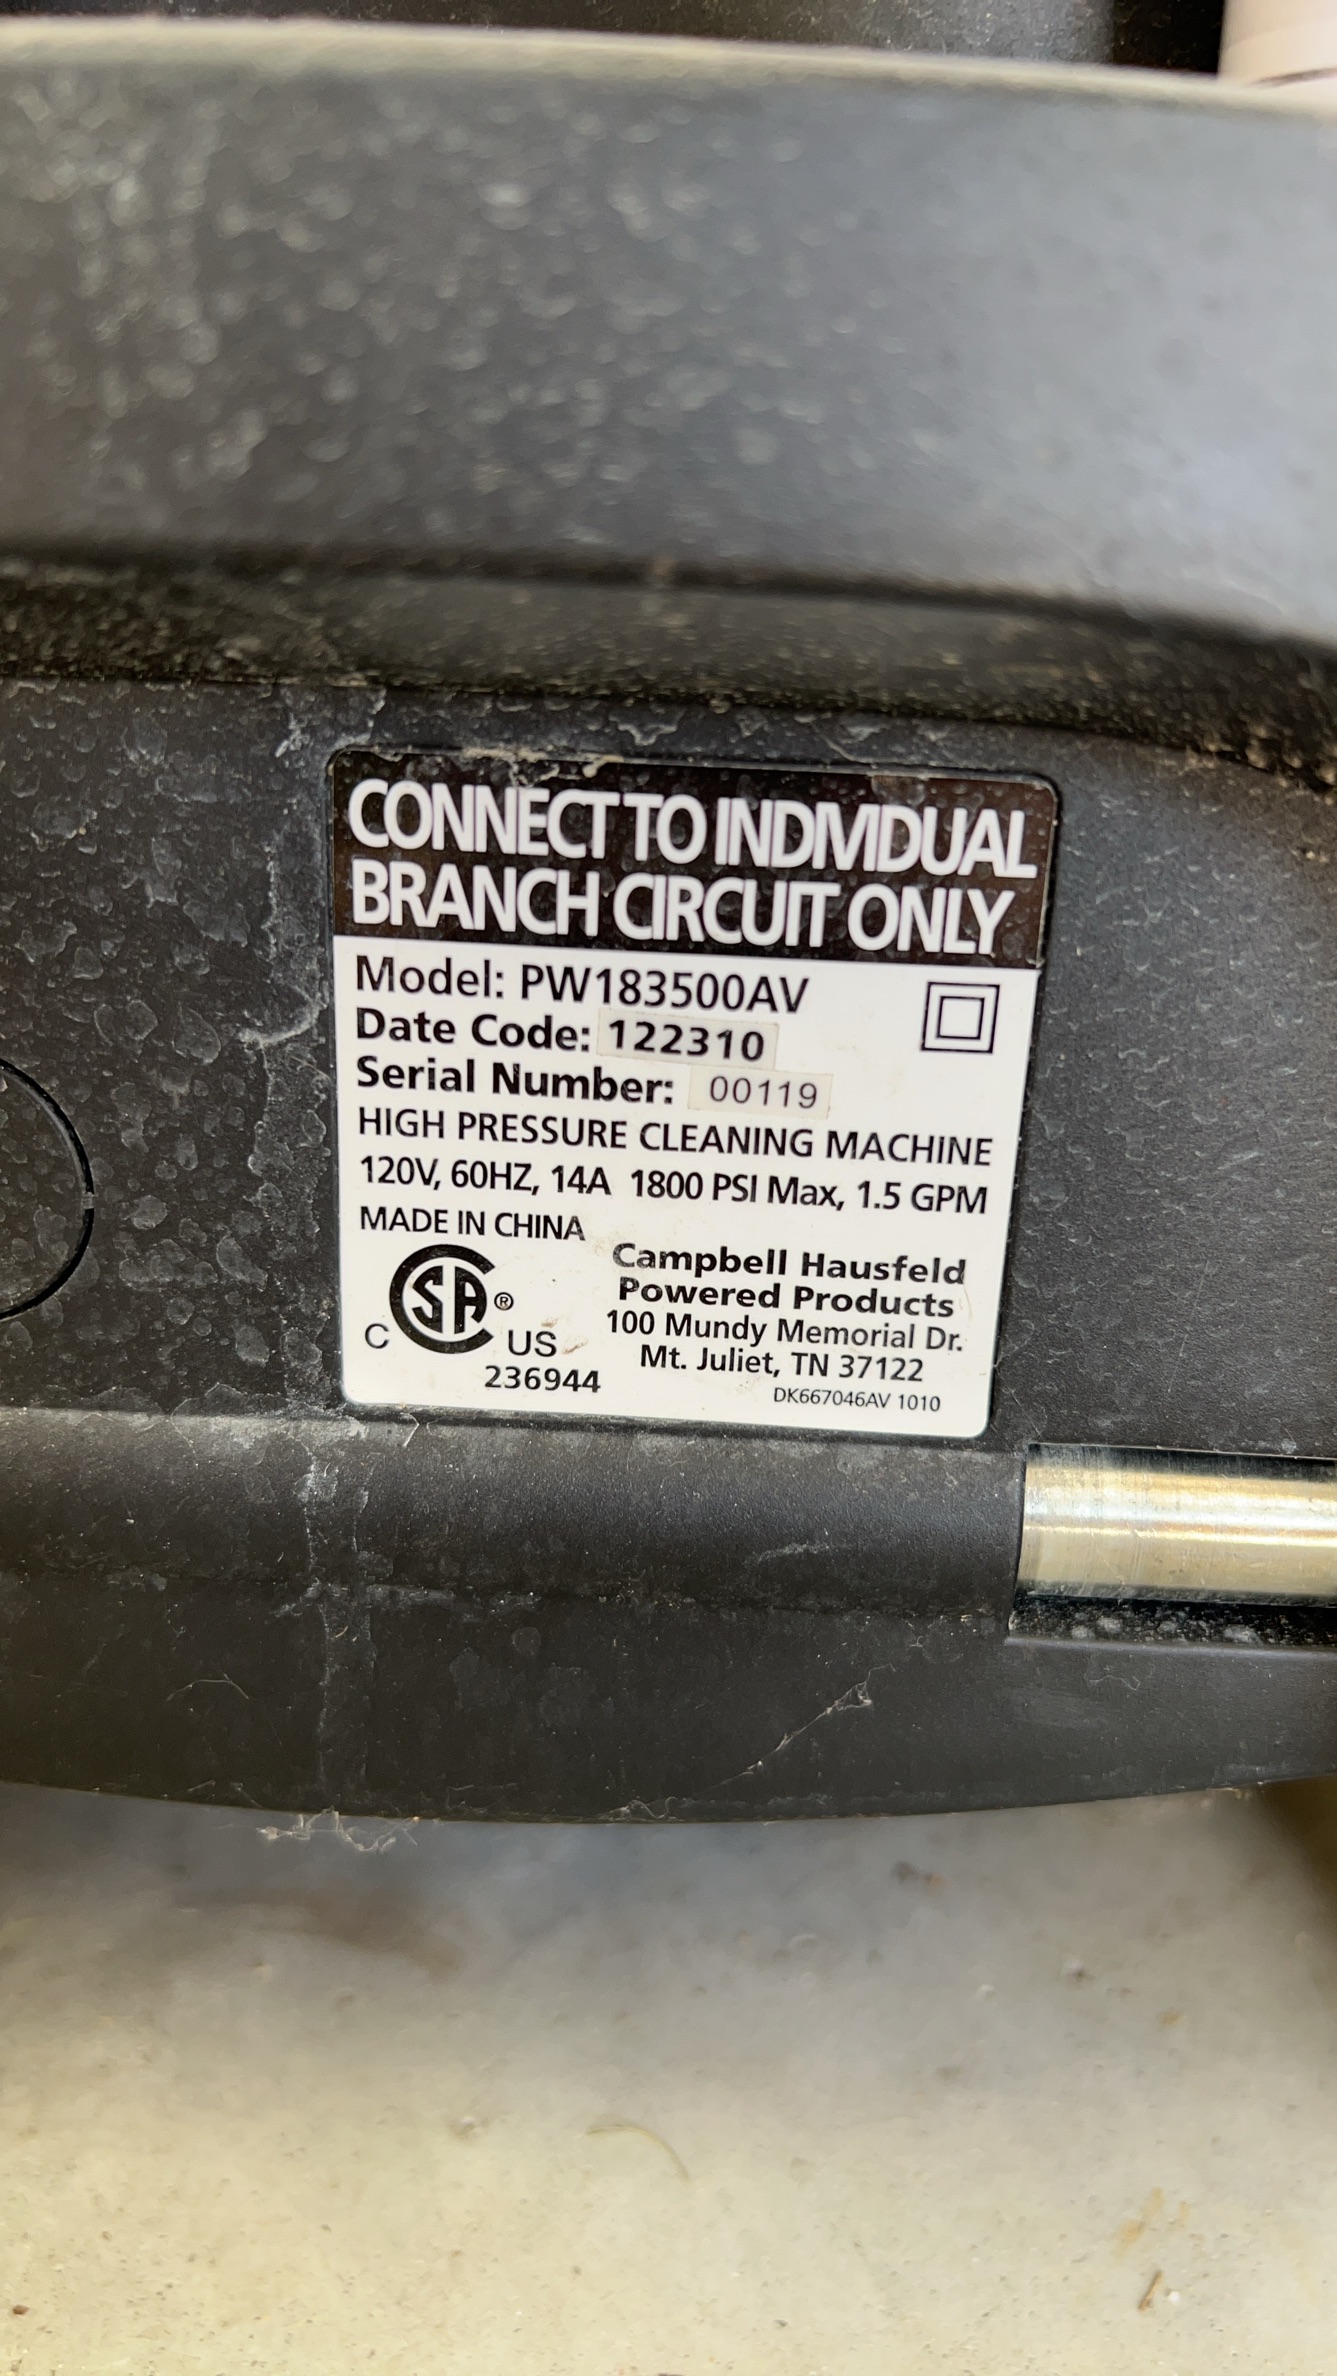 CONNECT TO INDIVIDUAL
BRANCH CIRCUIT ONLY
Model: PW183500AV
Date Code: 122310
Serial Number: 00119
HIGH PRESSURE CLEANING MACHINE
120V, 60HZ, 14A 1800 PSI Max, 1.5 GPM
MADE IN CHINA
C SA® US
236944
Campbell Hausfeld
Powered Products
100 Mundy Memorial Dr.
Mt. Juliet, TN 37122
DK667046AV 1010